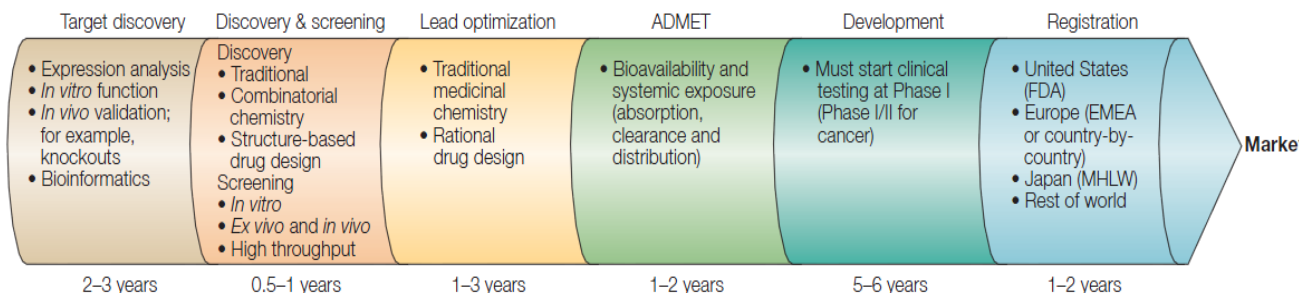 Target discovery
• Expression analysis
• In vitro function
• In vivo validation;
for example,
knockouts
• Bioinformatics
2–3 years
Discovery & screening
Discovery
• Traditional
• Combinatorial
chemistry
• Structure-based
drug design
Screening
• In vitro
• Ex vivo and in vivo
• High throughput
0.5–1 years
Lead optimization
• Traditional
medicinal
chemistry
• Rational
drug design
1–3 years
ADMET
• Bioavailability and
systemic exposure
(absorption,
clearance and
distribution)
1–2 years
Development
• Must start clinical
testing at Phase I
(Phase I/II for
cancer)
5–6 years
Registration
• United States
(FDA)
• Europe (EMEA
or country-by-
country)
• Japan (MHLW)
• Rest of world
1–2 years
Market